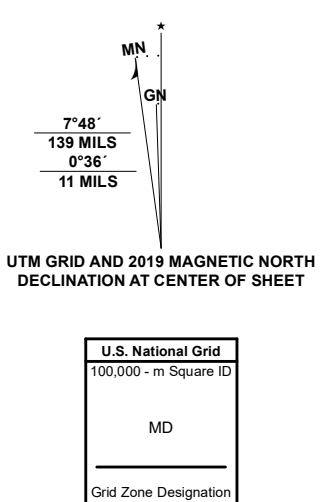 ★
MN
GN
7°48´
139 MILS
0°36´
11 MILS
UTM GRID AND 2019 MAGNETIC NORTH
DECLINATION AT CENTER OF SHEET
U.S. National Grid
100,000 - m Square ID
MD
Grid Zone Designation